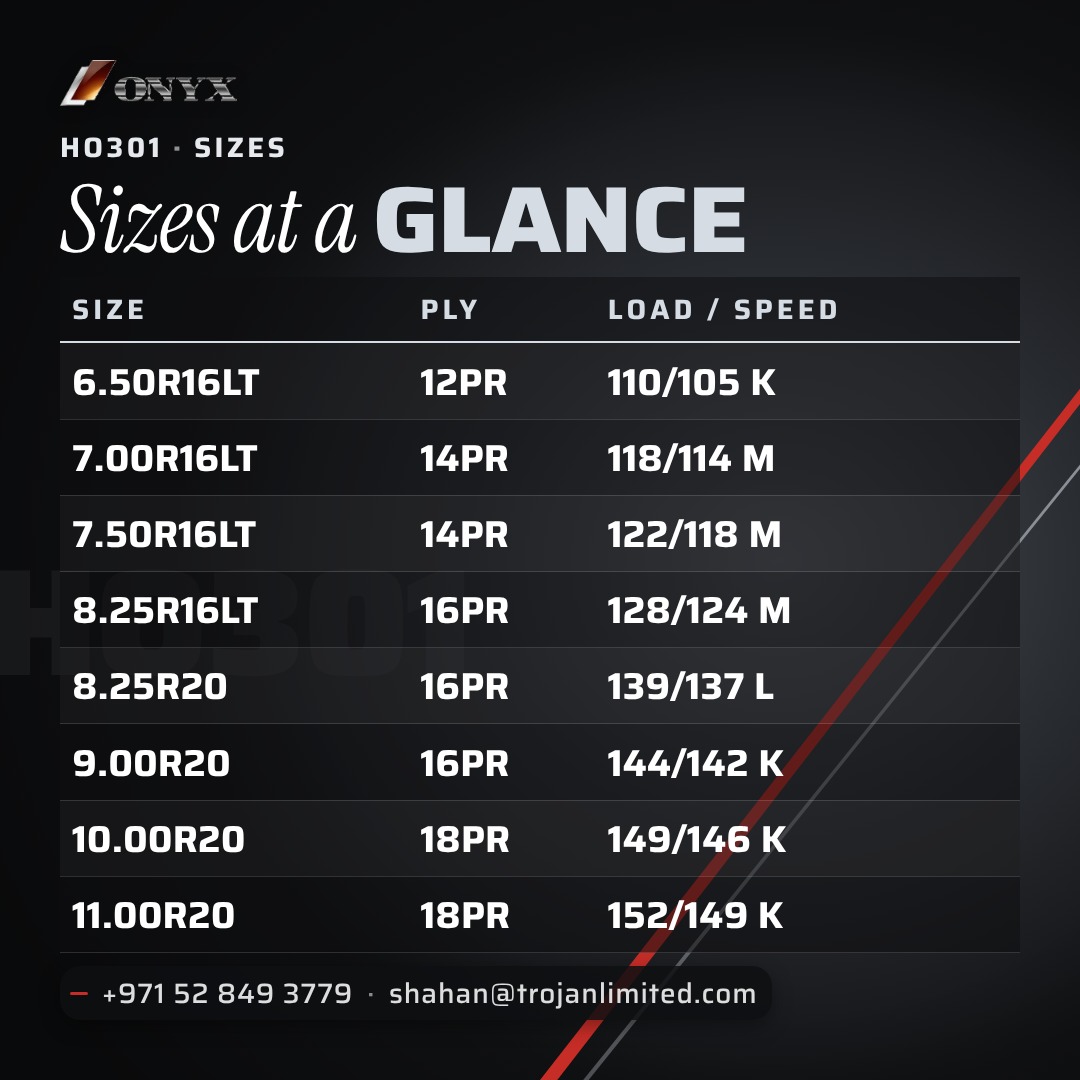 ONYX
HO301 · SIZES
Sizes at a GLANCE
SIZE PLY LOAD / SPEED
6.50R16LT 12PR 110/105 K
7.00R16LT 14PR 118/114 M
7.50R16LT 14PR 122/118 M
8.25R16LT 16PR 128/124 M
8.25R20 16PR 139/137 L
9.00R20 16PR 144/142 K
10.00R20 18PR 149/146 K
11.00R20 18PR 152/149 K
HO301
+971 52 849 3779 · shahan@trojanlimited.com